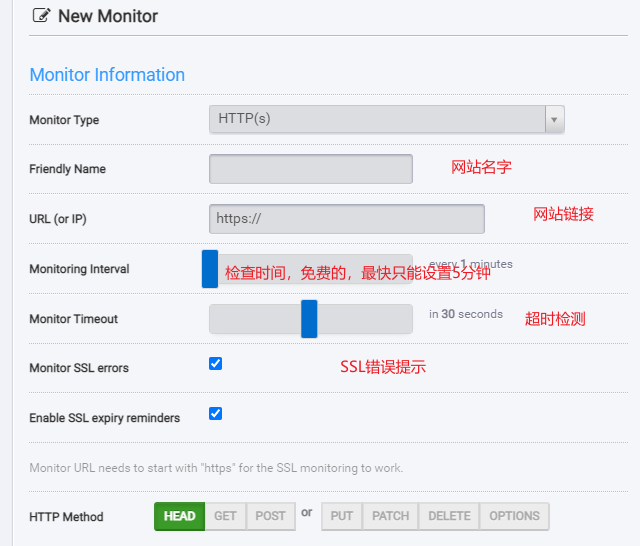 New Monitor
Monitor Information
Monitor Type HTTP(s)
Friendly Name 网站名字
URL (or IP) https:// 网站链接
Monitoring Interval every 1 minutes
检查时间，免费的，最快只能设置5分钟
Monitor Timeout in 30 seconds 超时检测
Monitor SSL errors SSL错误提示
Enable SSL expiry reminders
Monitor URL needs to start with "https" for the SSL monitoring to work.
HTTP Method HEAD GET POST or PUT PATCH DELETE OPTIONS